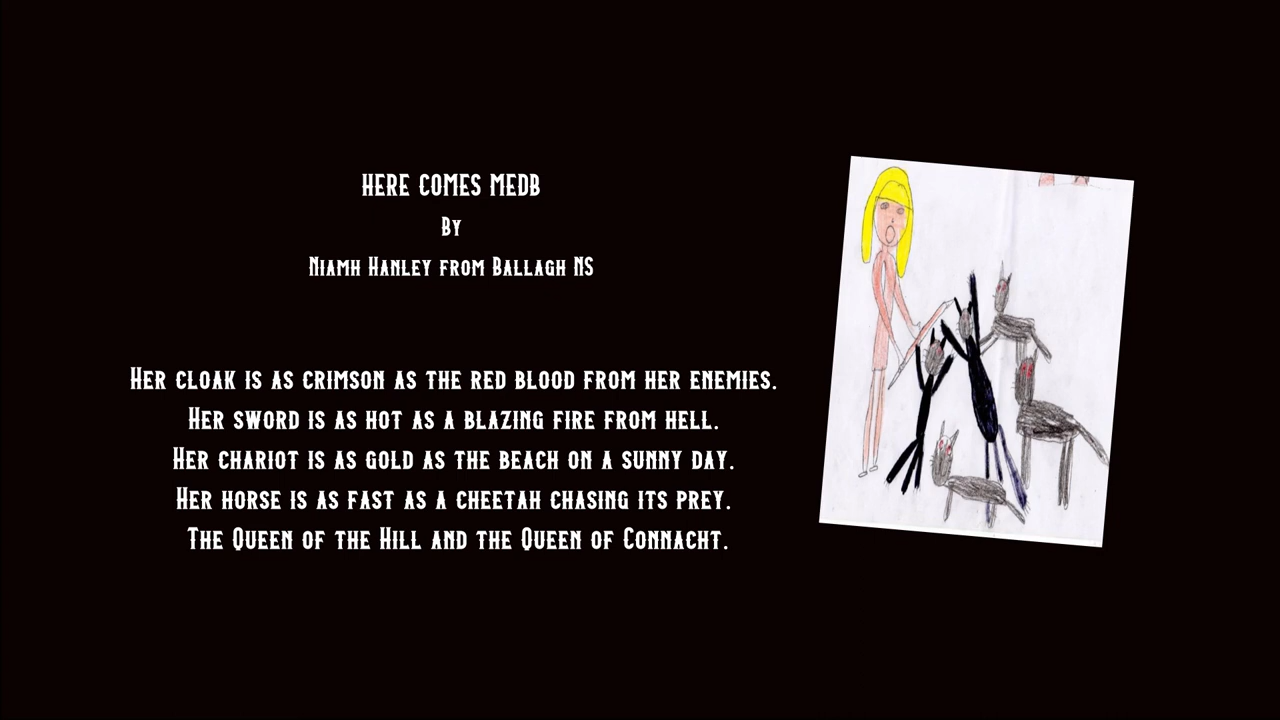 HERE COMES MEDB
By
Niamh Hanley from Ballagh NS
Her cloak is as crimson as the red blood from her enemies.
Her sword is as hot as a blazing fire from hell.
Her chariot is as gold as the beach on a sunny day.
Her horse is as fast as a cheetah chasing its prey.
The Queen of the Hill and the Queen of Connacht.